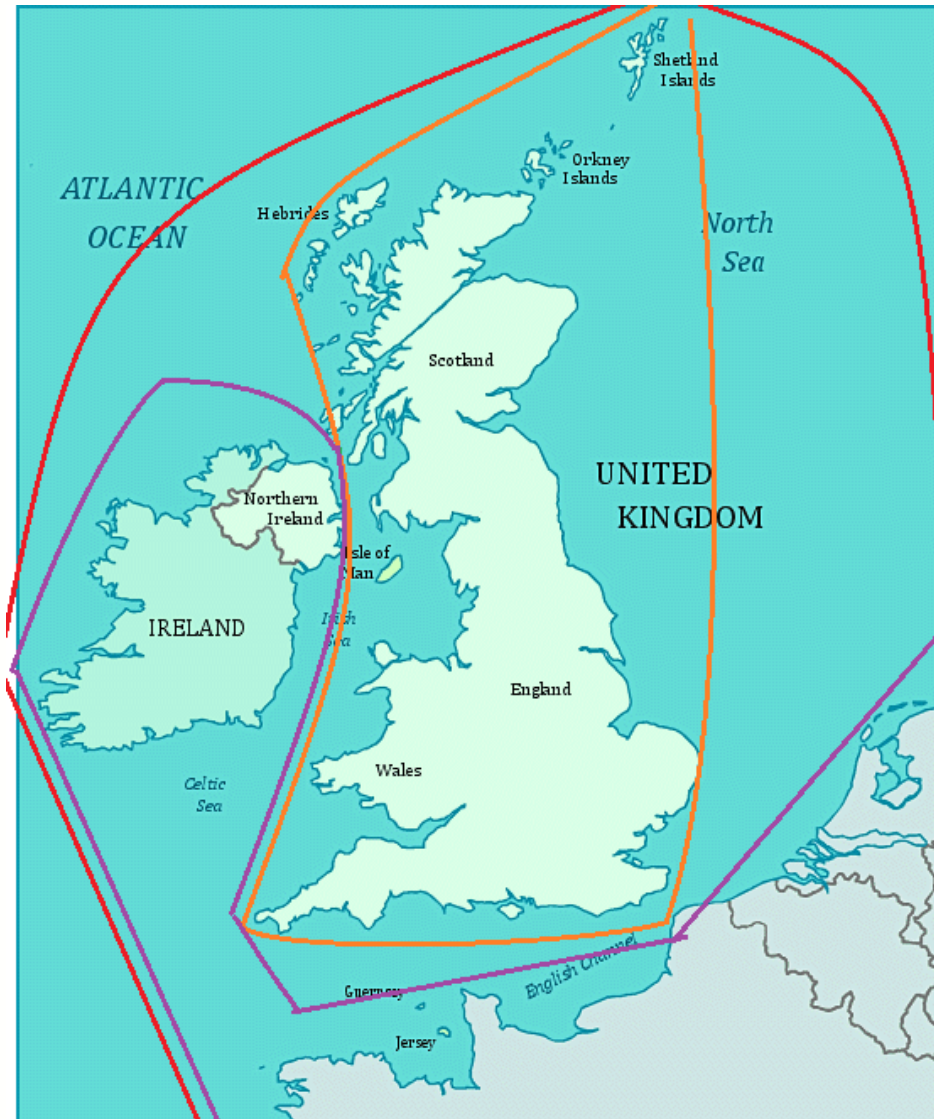 Shetland
Islands
Orkney
Islands
ATLANTIC
OCEAN
Hebrides
North
Sea
Scotland
UNITED
KINGDOM
Northern
Ireland
Isle of
Man
IRELAND
Irish
Sea
England
Wales
Celtic
Sea
English Channel
Guernsey
Jersey